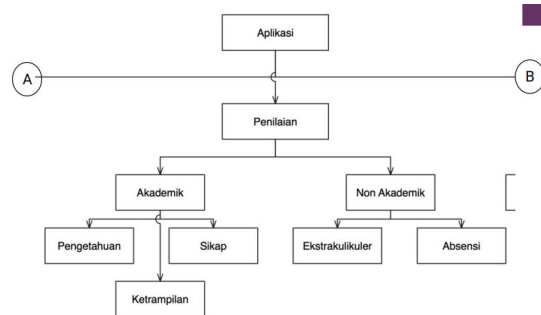 Aplikasi
A
B
Penilaian
Akademik
Non Akademik
Pengetahuan
Sikap
Ekstrakulikuler
Absensi
Ketrampilan